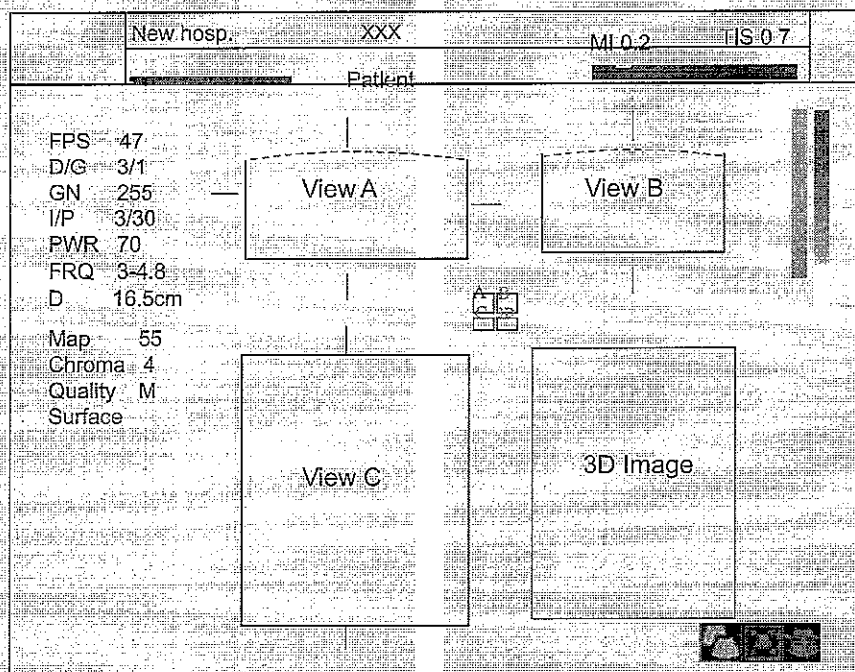 New hosp. XXX MI 0.2 TIS 0.7
Patient
FPS 47
D/G 3/1
GN 255
I/P 3/30
PWR 70
FRQ 3-4.8
D 16.5cm
Map 55
Chroma 4
Quality M
Surface
View A
View B
A B
View C
3D Image